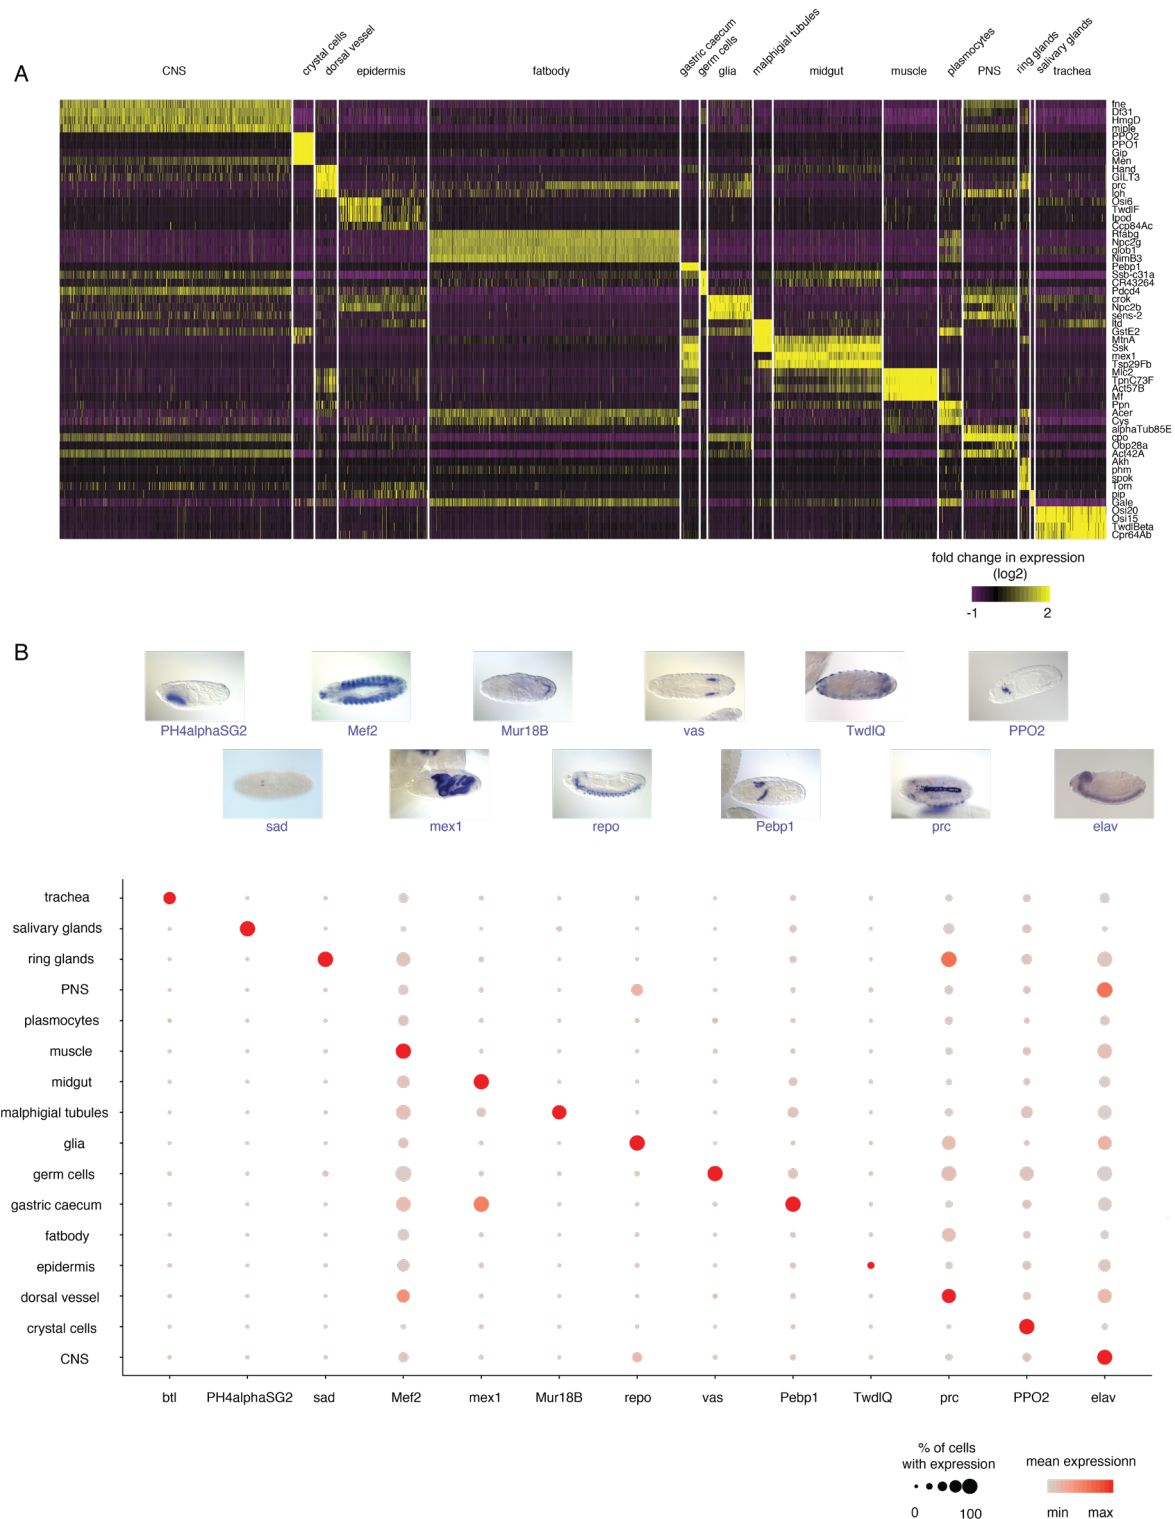 A
CNS
crystal cells
dorsal vessel
epidermis
fatbody
gastric caecum
germ cells
glia
malphigial tubules
midgut
muscle
plasmocytes
PNS
ring glands
salivary glands
trachea
fne
Df31
HmgD
miple
PPO2
PPO1
Gip
Men
Hand
GILT3
prc
loh
Osi6
TwdlF
Ipod
Ccp84Ac
Rfabg
Npc2g
glob1
NimB3
Pebp1
Ssb-c31a
CR43264
Pdcd4
crok
Npc2b
sens-2
ltd
GstE2
MtnA
Ssk
mex1
Tsp29Fb
Mlc2
TpnC73F
Act57B
Mf
Ppn
Acer
Cys
alphaTub85E
cpo
Obp28a
Act42A
Akh
phm
spok
Tom
pip
Gale
Osi20
Osi15
TwdlBeta
Cpr64Ab
fold change in expression
(log2)
-1 2
B
PH4alphaSG2 Mef2 Mur18B vas TwdlQ PPO2
sad mex1 repo Pebp1 prc elav
trachea
salivary glands
ring glands
PNS
plasmocytes
muscle
midgut
malphigial tubules
glia
germ cells
gastric caecum
fatbody
epidermis
dorsal vessel
crystal cells
CNS
btl PH4alphaSG2 sad Mef2 mex1 Mur18B repo vas Pebp1 TwdlQ prc PPO2 elav
% of cells
with expression
0 100
mean expressionn
min max